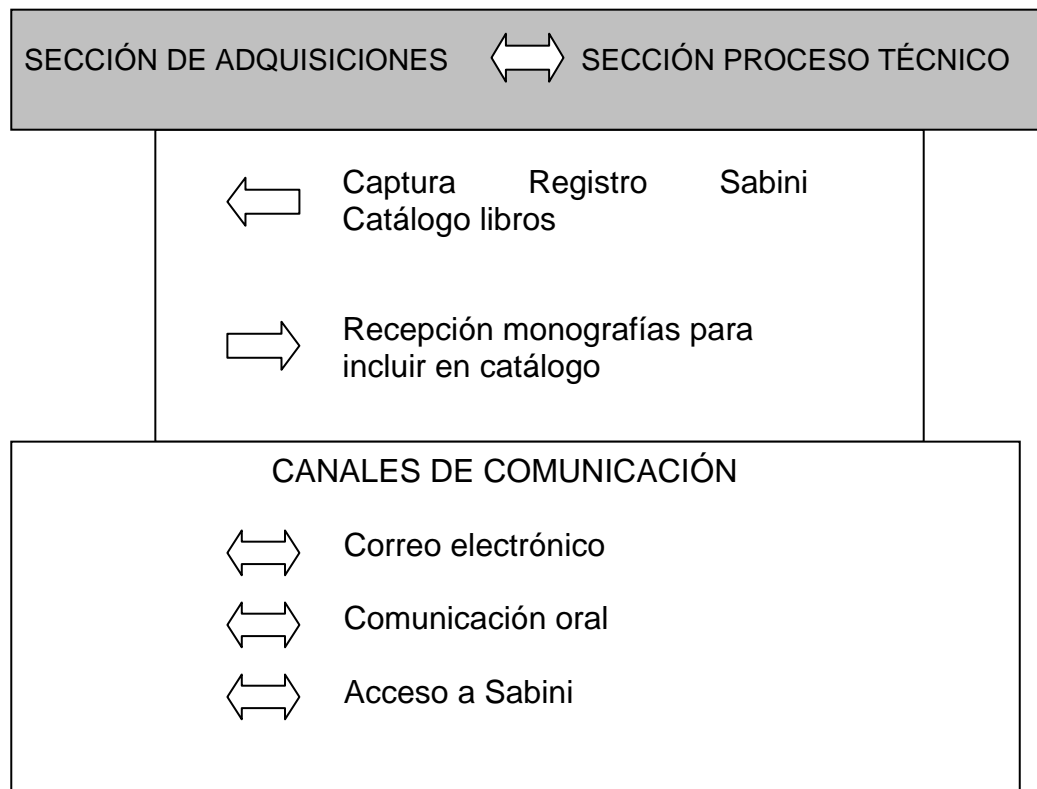 SECCIÓN DE ADQUISICIONES SECCIÓN PROCESO TÉCNICO
Captura Registro Sabini
Catálogo libros
Recepción monografías para
incluir en catálogo
CANALES DE COMUNICACIÓN
Correo electrónico
Comunicación oral
Acceso a Sabini